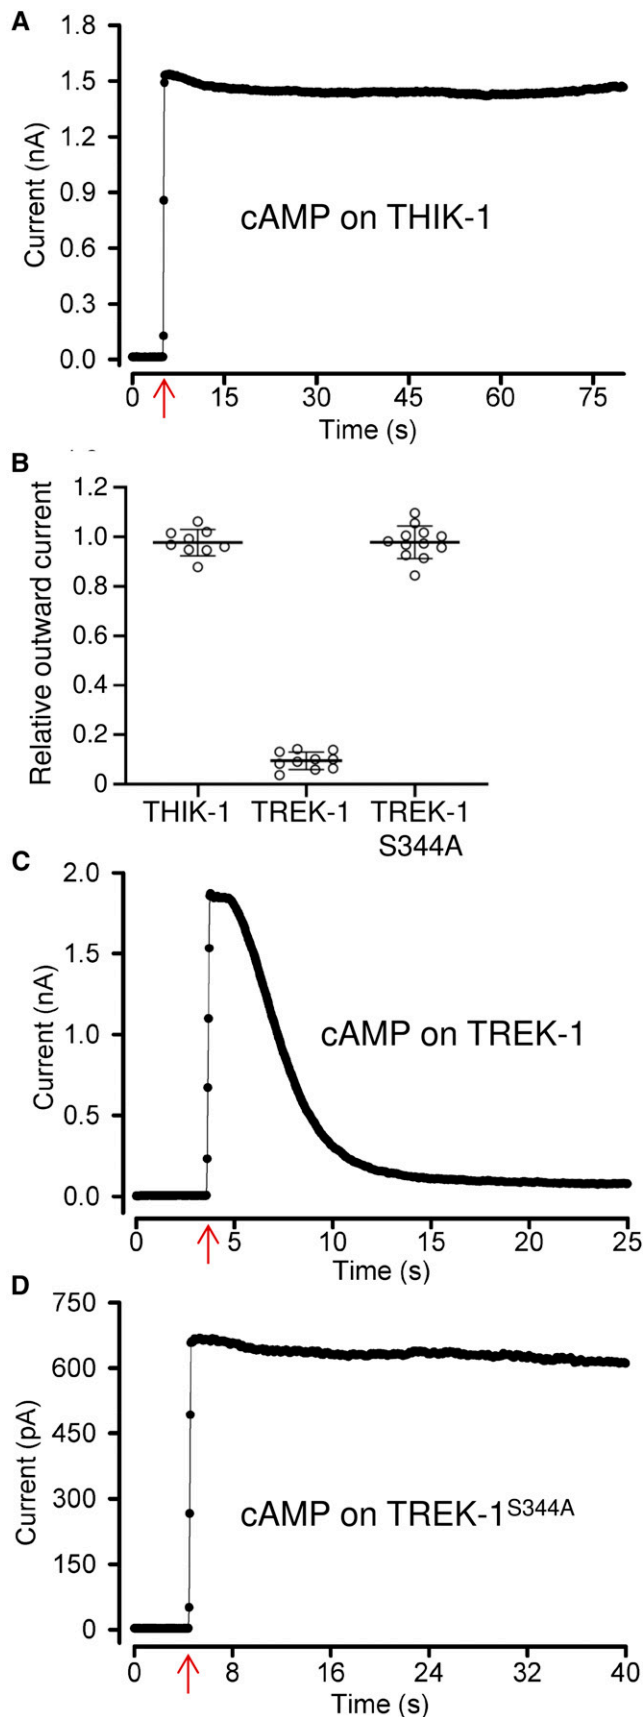 A
1.8
1.5
1.2
0.9
0.6
0.3
0.0
Current (nA)
cAMP on THIK-1
0 15 30 45 60 75
Time (s)
B
1.2
1.0
0.8
0.6
0.4
0.2
0
Relative outward current
THIK-1 TREK-1 TREK-1
S344A
C
2.0
1.5
1.0
0.5
0.0
Current (nA)
cAMP on TREK-1
0 5 10 15 20 25
Time (s)
D
750
600
450
300
150
0
Current (pA)
cAMP on TREK-1S344A
0 8 16 24 32 40
Time (s)